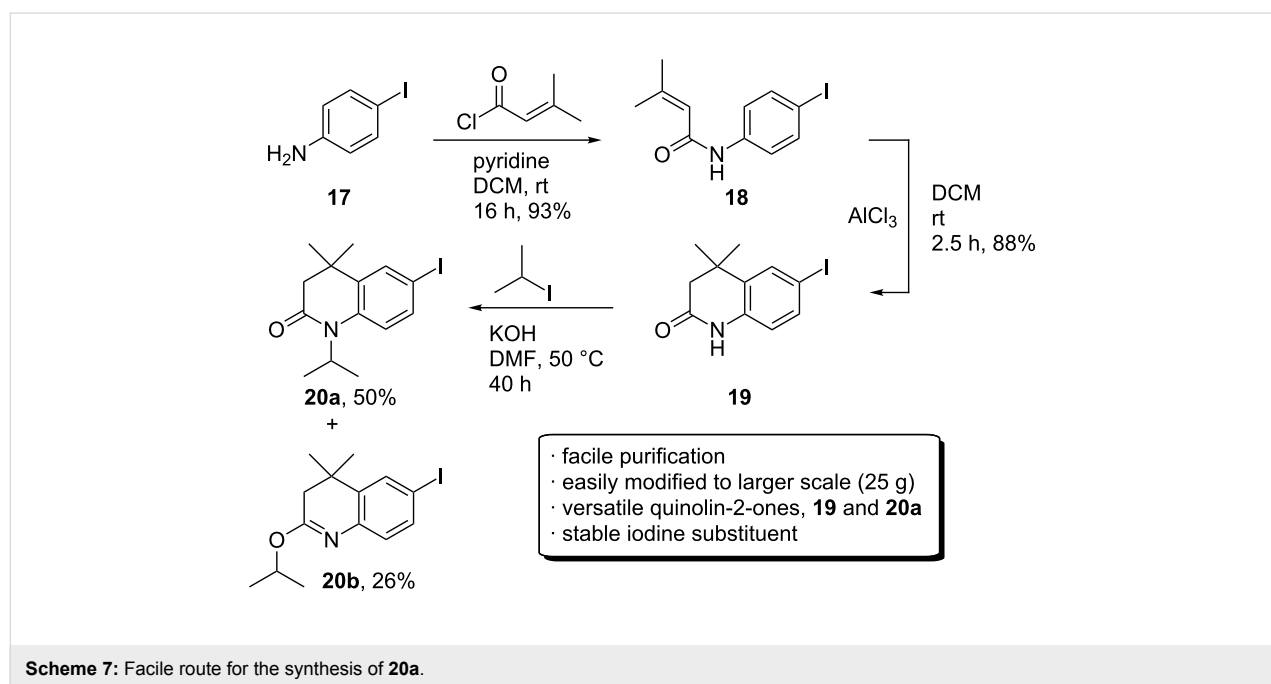 O
Cl
I
H2N
17
pyridine
DCM, rt
16 h, 93%
I
O
N
H
18
AlCl3
DCM
rt
2.5 h, 88%
I
O
N
H
19
I
KOH
DMF, 50 °C
40 h
I
O
N
20a, 50%
+
I
O
N
20b, 26%
· facile purification
· easily modified to larger scale (25 g)
· versatile quinolin-2-ones, 19 and 20a
· stable iodine substituent
Scheme 7: Facile route for the synthesis of 20a.